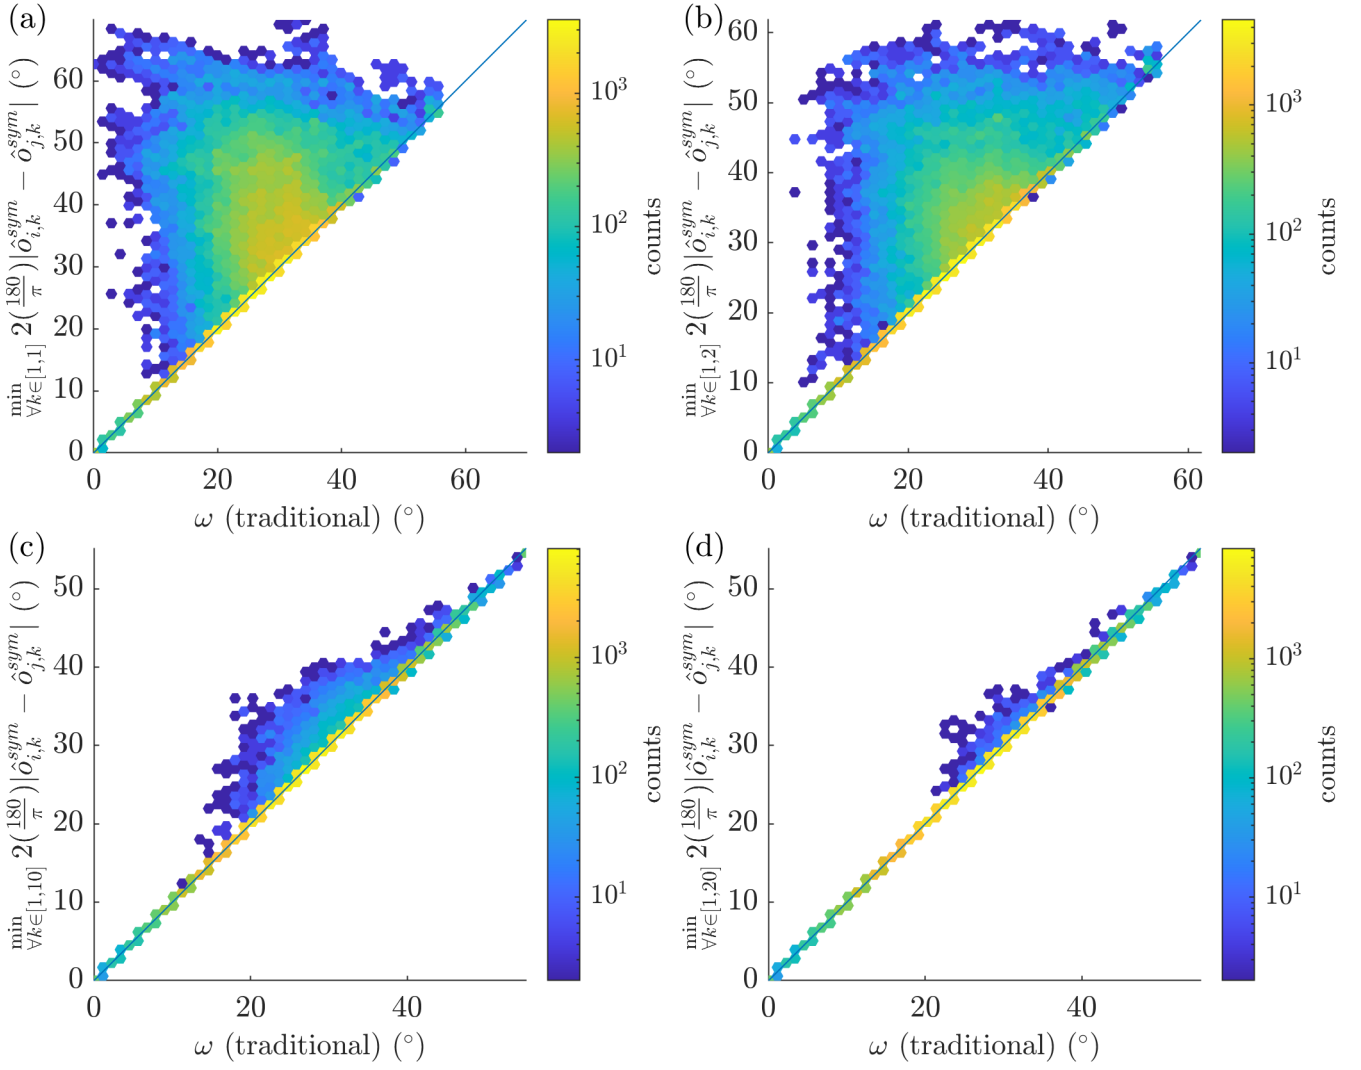 (a)
min ∀k∈[1,1] 2(180/π)|ô^sym_i,k − ô^sym_j,k| (°)
60
50
40
30
20
10
0
0 20 40 60
ω (traditional) (°)
10^3
10^2
10^1
counts
(b)
min ∀k∈[1,2] 2(180/π)|ô^sym_i,k − ô^sym_j,k| (°)
60
50
40
30
20
10
0
0 20 40 60
ω (traditional) (°)
10^3
10^2
10^1
counts
(c)
min ∀k∈[1,10] 2(180/π)|ô^sym_i,k − ô^sym_j,k| (°)
50
40
30
20
10
0
0 20 40
ω (traditional) (°)
10^3
10^2
10^1
counts
(d)
min ∀k∈[1,20] 2(180/π)|ô^sym_i,k − ô^sym_j,k| (°)
50
40
30
20
10
0
0 20 40
ω (traditional) (°)
10^3
10^2
10^1
counts